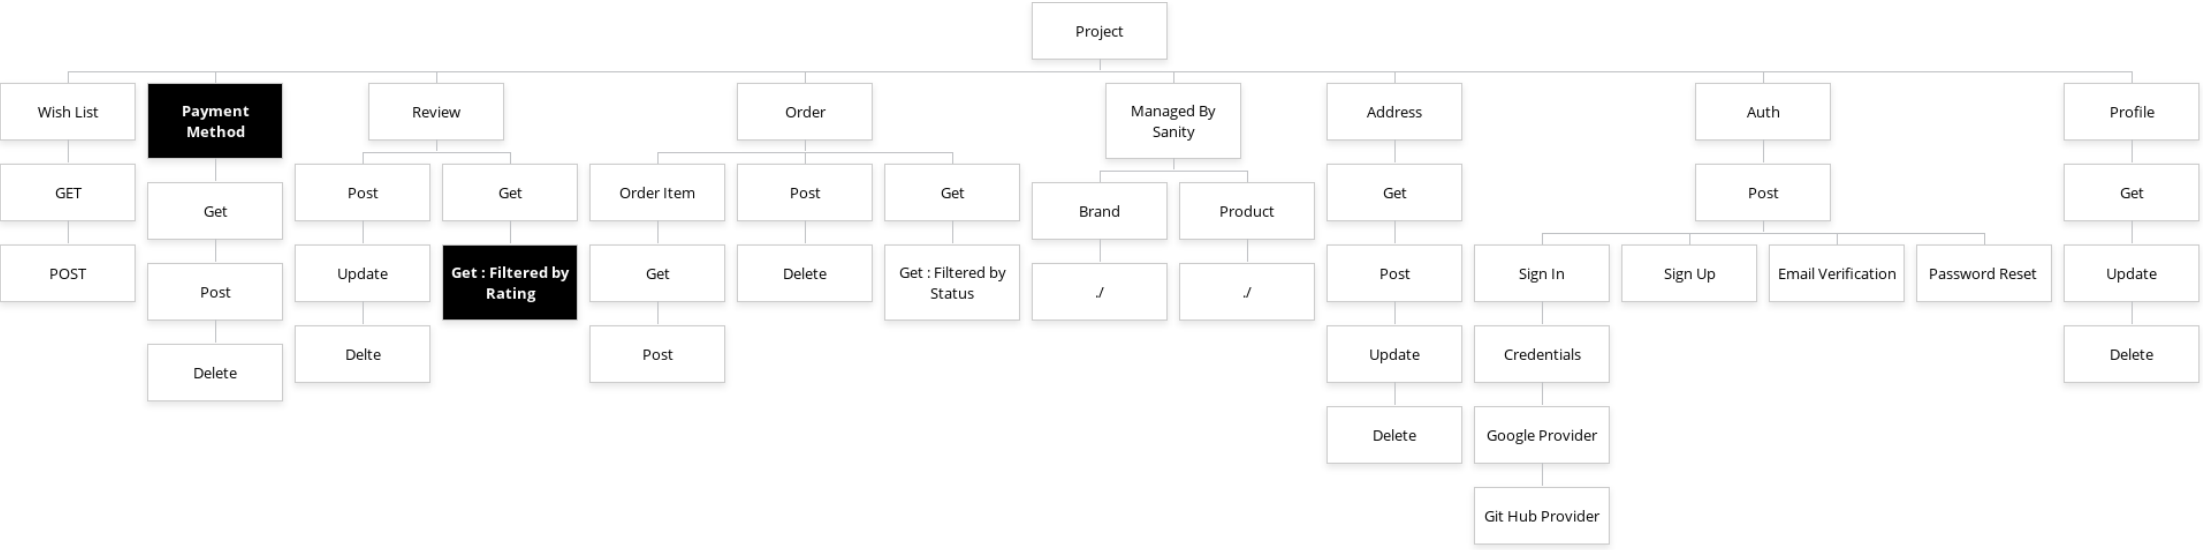 Project
Wish List
Payment
Method
Review
Order
Managed By
Sanity
Address
Auth
Profile
GET
Get
Post
Get
Order Item
Post
Get
Brand
Product
Get
Post
Get
POST
Post
Update
Get : Filtered by
Rating
Get
Delete
Get : Filtered by
Status
./
./
Post
Sign In
Sign Up
Email Verification
Password Reset
Update
Delete
Delte
Post
Update
Credentials
Delete
Delete
Google Provider
Git Hub Provider